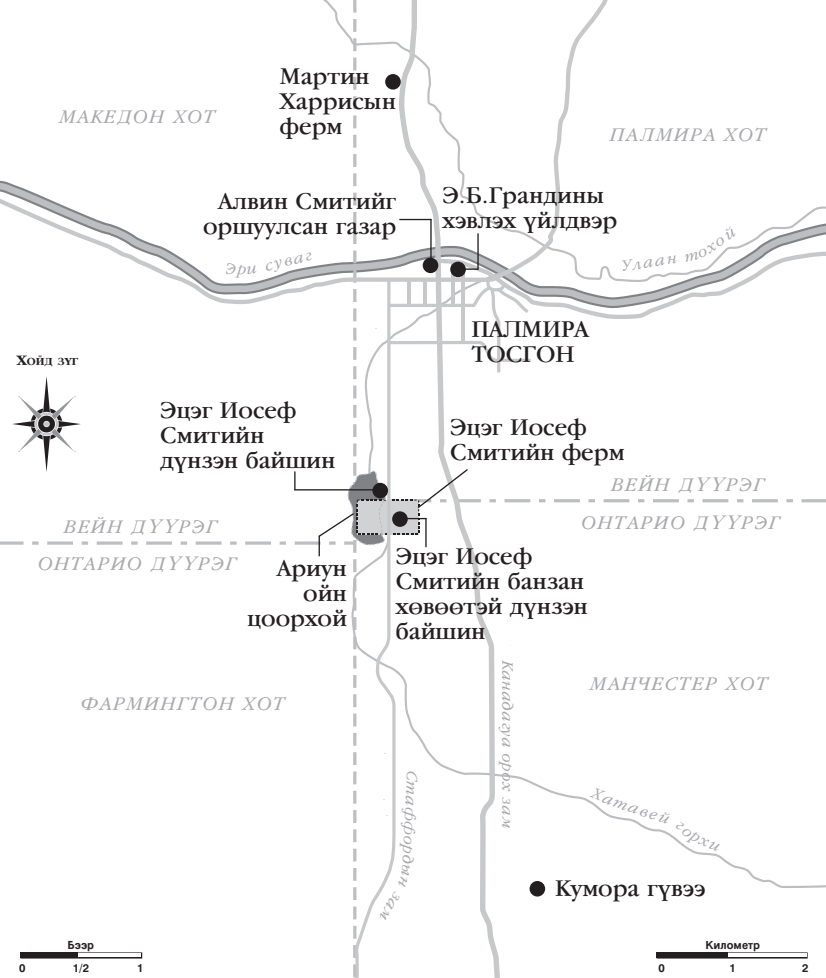 Мартин
Харрисын
ферм
МАКЕДОН ХОТ
ПАЛМИРА ХОТ
Алвин Смитийг
оршуулсан газар
Э.Б.Грандины
хэвлэх үйлдвэр
Эри суваг
Улаан тохой
ПАЛМИРА
ТОСГОН
Хойд зүг
Эцэг Иосеф
Смитийн
дүнзэн байшин
Эцэг Иосеф
Смитийн ферм
ВЕЙН ДҮҮРЭГ
ОНТАРИО ДҮҮРЭГ
ВЕЙН ДҮҮРЭГ
ОНТАРИО ДҮҮРЭГ
Ариун
ойн
цоорхой
Эцэг Иосеф
Смитийн банзан
хөвөөтэй дүнзэн
байшин
ФАРМИНГТОН ХОТ
МАНЧЕСТЕР ХОТ
Канадагуа орох зам
Стаффордын зам
Хатавей горхи
Кумора гүвээ
Бээр
0 1/2 1
Километр
0 1 2